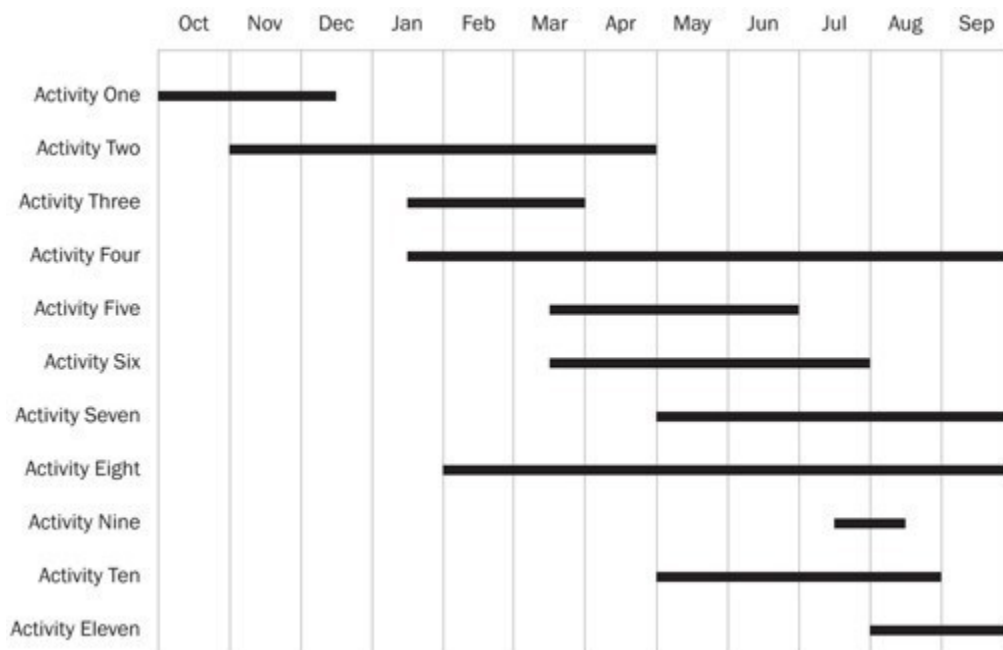 Oct Nov Dec Jan Feb Mar Apr May Jun Jul Aug Sep
Activity One
Activity Two
Activity Three
Activity Four
Activity Five
Activity Six
Activity Seven
Activity Eight
Activity Nine
Activity Ten
Activity Eleven